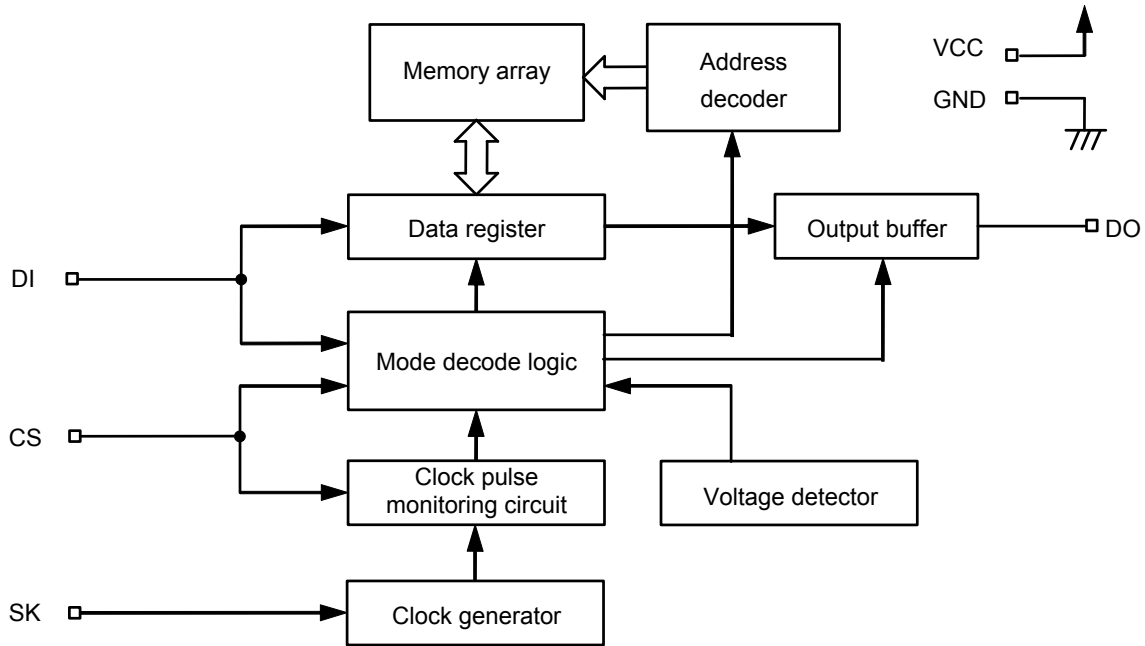 Memory array
Address
decoder
VCC
GND
Data register
Output buffer
DO
DI
Mode decode logic
CS
Clock pulse
monitoring circuit
Voltage detector
SK
Clock generator